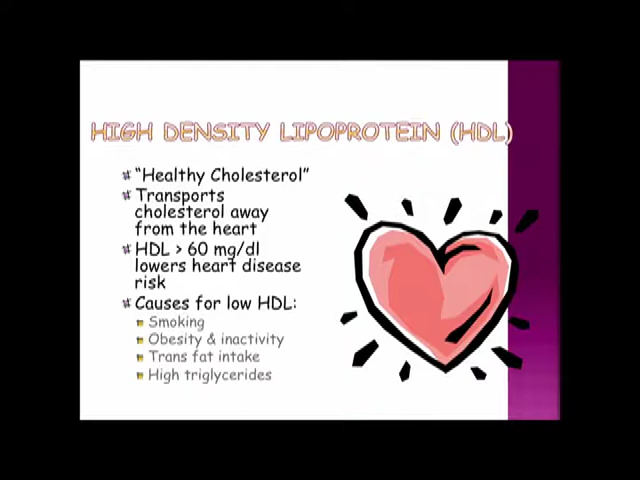 HIGH DENSITY LIPOPROTEIN (HDL)
"Healthy Cholesterol"
Transports
cholesterol away
from the heart
HDL > 60 mg/dl
lowers heart disease
risk
Causes for low HDL:
Smoking
Obesity & inactivity
Trans fat intake
High triglycerides